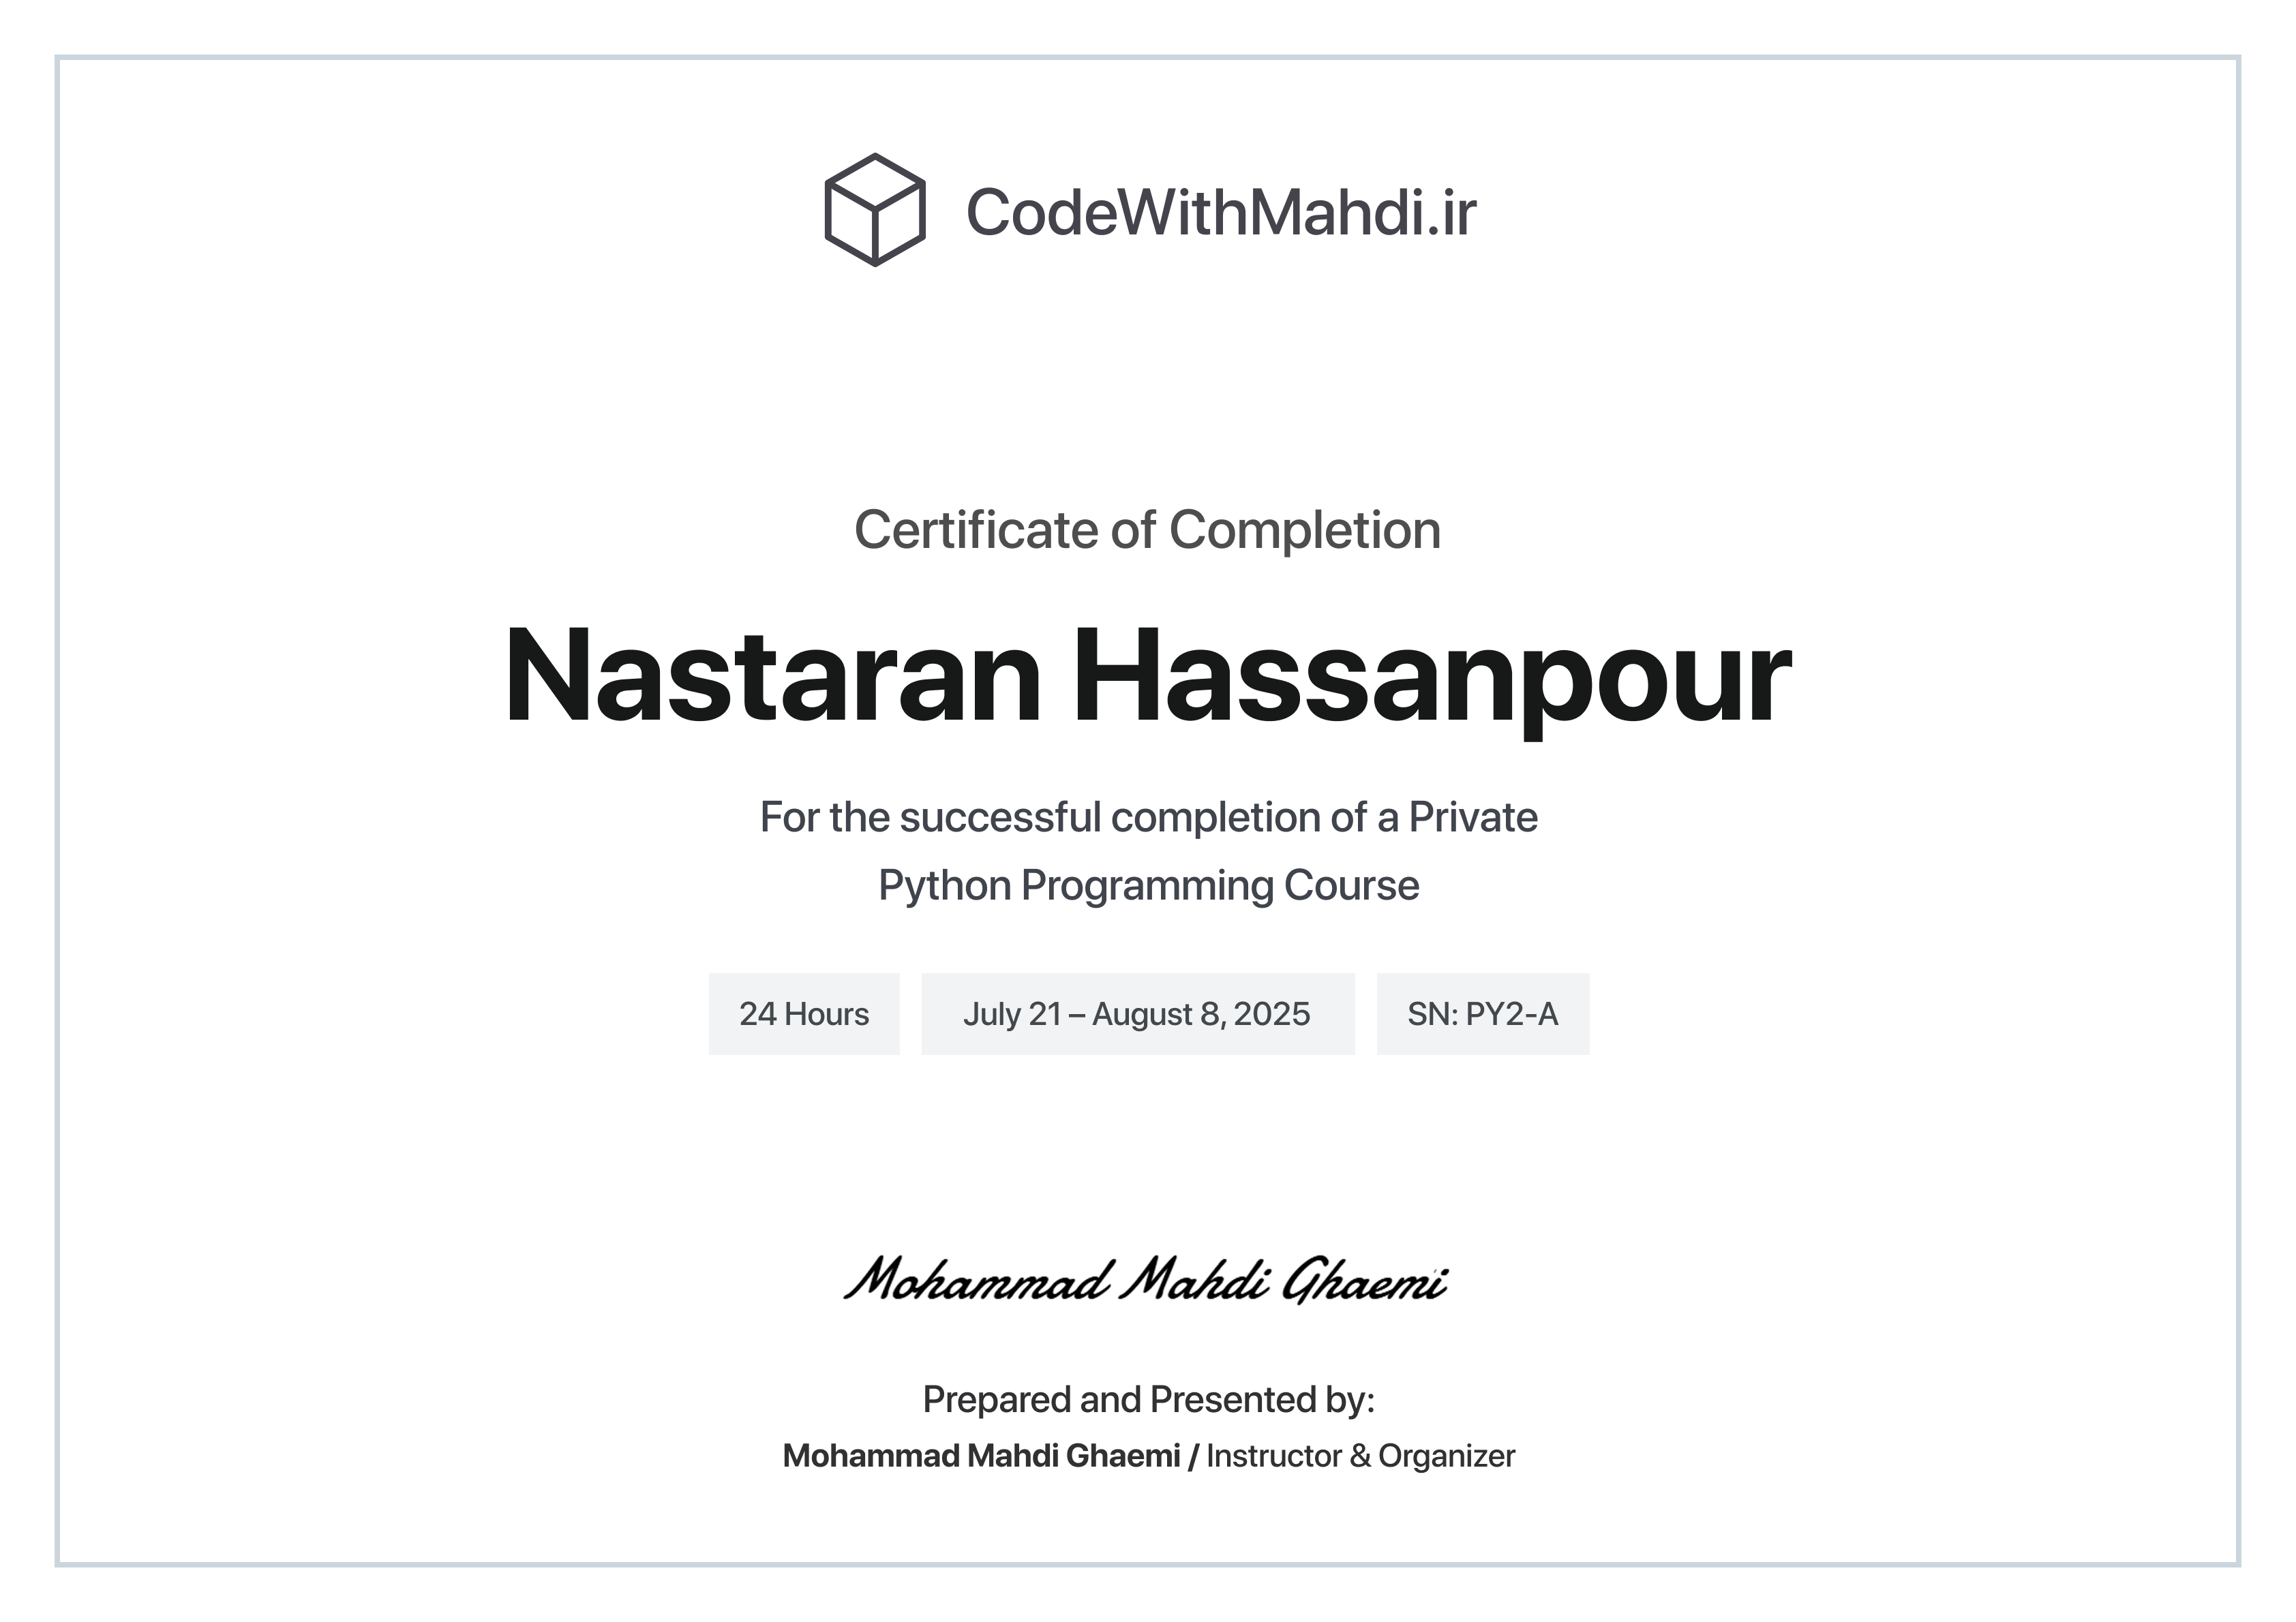 CodeWithMahdi.ir
Certificate of Completion
Nastaran Hassanpour
For the successful completion of a Private
Python Programming Course
24 Hours
July 21 – August 8, 2025
SN: PY2-A
Mohammad Mahdi Ghaemi
Prepared and Presented by:
Mohammad Mahdi Ghaemi / Instructor & Organizer